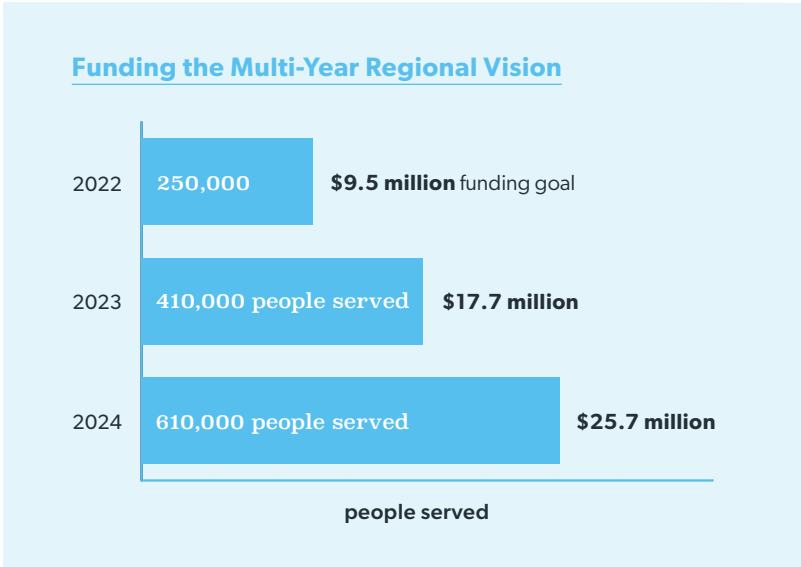 Funding the Multi-Year Regional Vision
2022 250,000 $9.5 million funding goal
2023 410,000 people served $17.7 million
2024 610,000 people served $25.7 million
people served